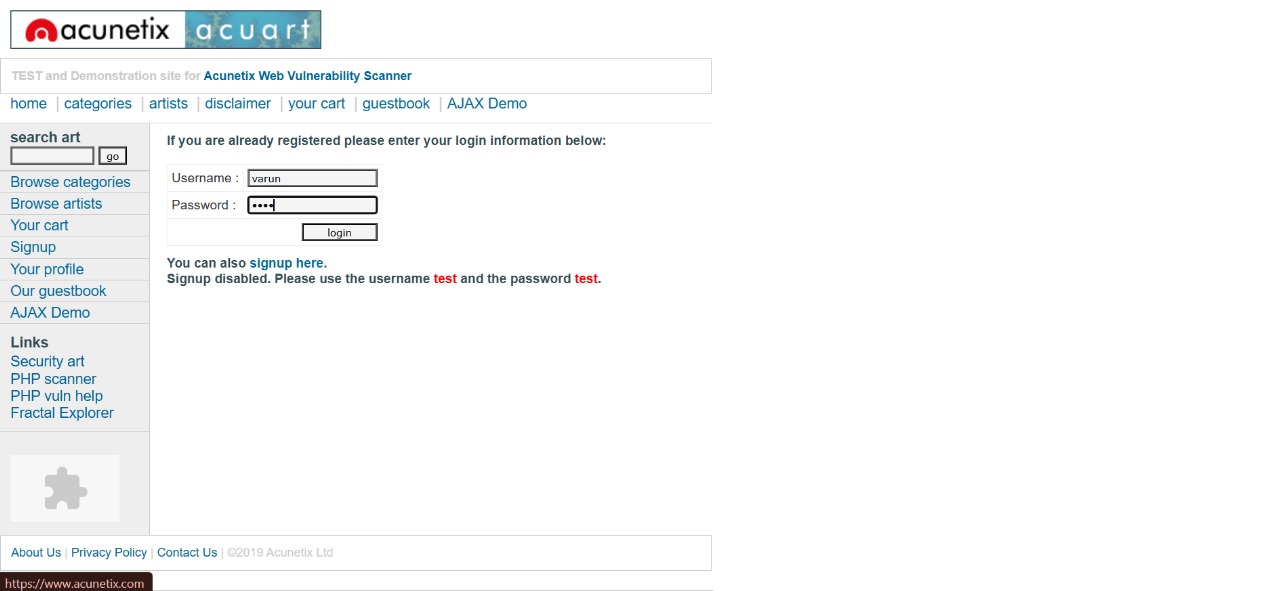 acunetix acuart
TEST and Demonstration site for Acunetix Web Vulnerability Scanner
home | categories | artists | disclaimer | your cart | guestbook | AJAX Demo
search art
go
Browse categories
Browse artists
Your cart
Signup
Your profile
Our guestbook
AJAX Demo
Links
Security art
PHP scanner
PHP vuln help
Fractal Explorer
If you are already registered please enter your login information below:
Username : varun
Password : ••••
login
You can also signup here.
Signup disabled. Please use the username test and the password test.
About Us | Privacy Policy | Contact Us | ©2019 Acunetix Ltd
https://www.acunetix.com